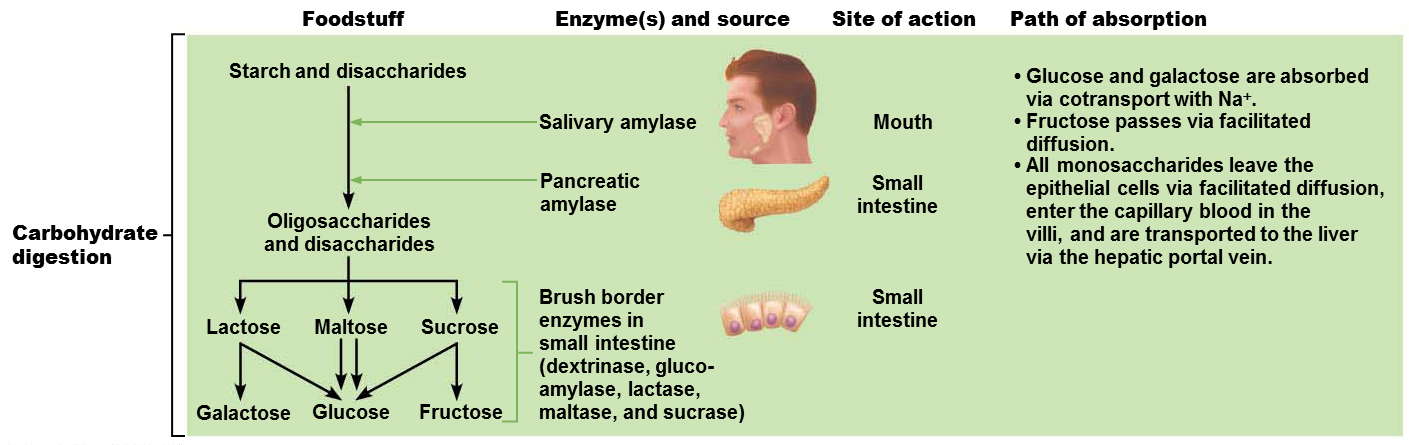 Foodstuff
Enzyme(s) and source
Site of action
Path of absorption
Carbohydrate
digestion
Starch and disaccharides
Salivary amylase
Mouth
Pancreatic
amylase
Small
intestine
Oligosaccharides
and disaccharides
Lactose
Maltose
Sucrose
Galactose
Glucose
Fructose
Brush border
enzymes in
small intestine
(dextrinase, gluco-
amylase, lactase,
maltase, and sucrase)
Small
intestine
• Glucose and galactose are absorbed
via cotransport with Na⁺.
• Fructose passes via facilitated
diffusion.
• All monosaccharides leave the
epithelial cells via facilitated diffusion,
enter the capillary blood in the
villi, and are transported to the liver
via the hepatic portal vein.